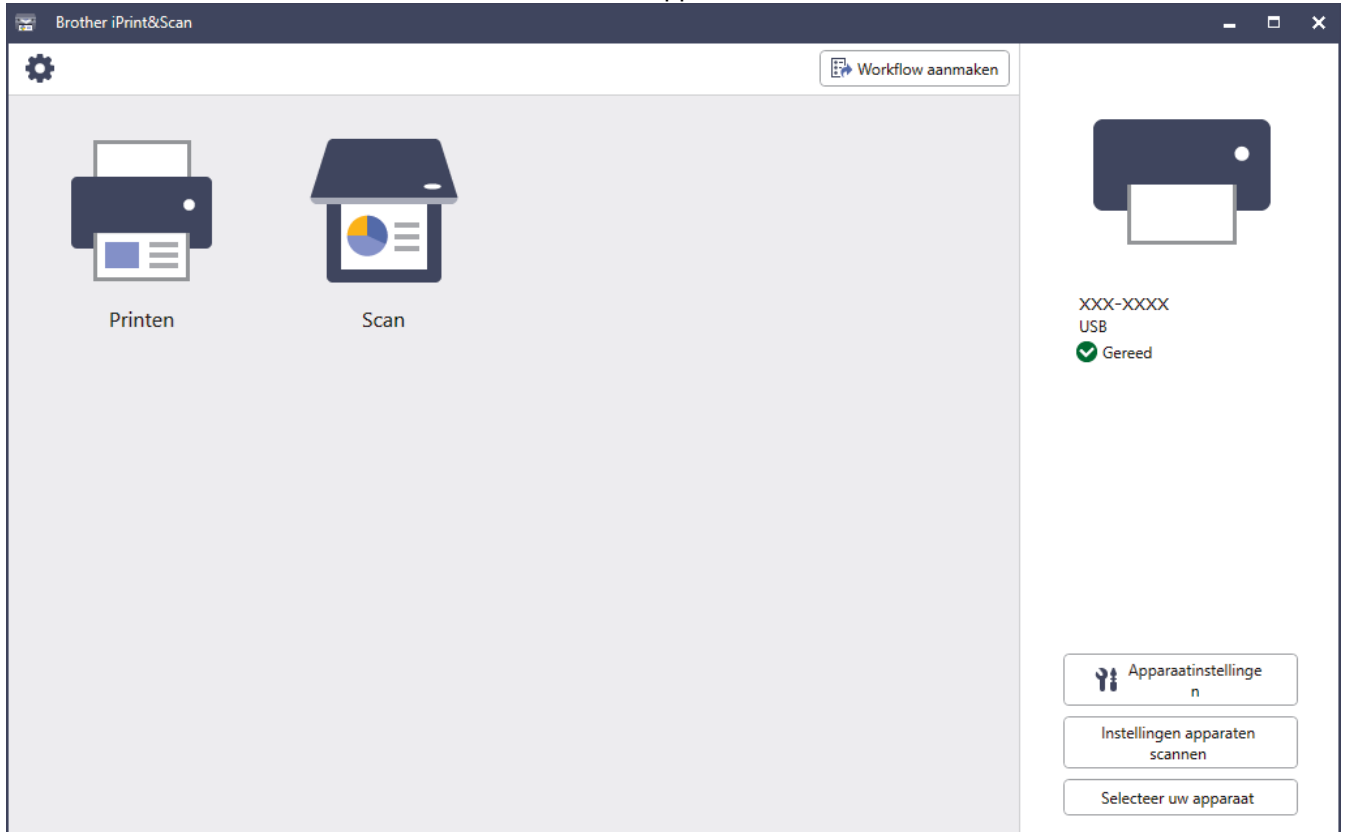 Brother iPrint&Scan
Workflow aanmaken
Printen
Scan
XXX-XXXX
USB
Gereed
Apparaatinstellinge
n
Instellingen apparaten
scannen
Selecteer uw apparaat